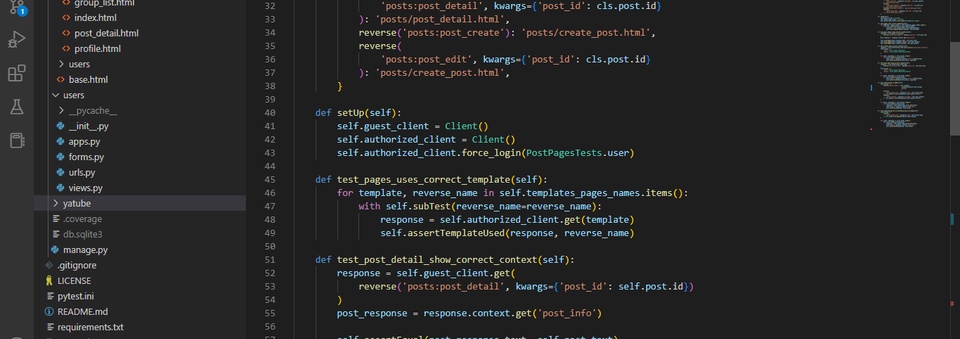 group_list.html
index.html
post_detail.html
profile.html
users
base.html
users
__pycache__
__init__.py
apps.py
forms.py
urls.py
views.py
yatube
.coverage
db.sqlite3
manage.py
.gitignore
LICENSE
pytest.ini
README.md
requirements.txt
1
32 'posts:post_detail', kwargs={'post_id': cls.post.id}
33 ): 'posts/post_detail.html',
34 reverse('posts:post_create'): 'posts/create_post.html',
35 reverse(
36 'posts:post_edit', kwargs={'post_id': cls.post.id}
37 ): 'posts/create_post.html',
38 }
39
40 def setUp(self):
41 self.guest_client = Client()
42 self.authorized_client = Client()
43 self.authorized_client.force_login(PostPagesTests.user)
44
45 def test_pages_uses_correct_template(self):
46 for template, reverse_name in self.templates_pages_names.items():
47 with self.subTest(reverse_name=reverse_name):
48 response = self.authorized_client.get(template)
49 self.assertTemplateUsed(response, reverse_name)
50
51 def test_post_detail_show_correct_context(self):
52 response = self.guest_client.get(
53 reverse('posts:post_detail', kwargs={'post_id': self.post.id})
54 )
55 post_response = response.context.get('post_info')
56